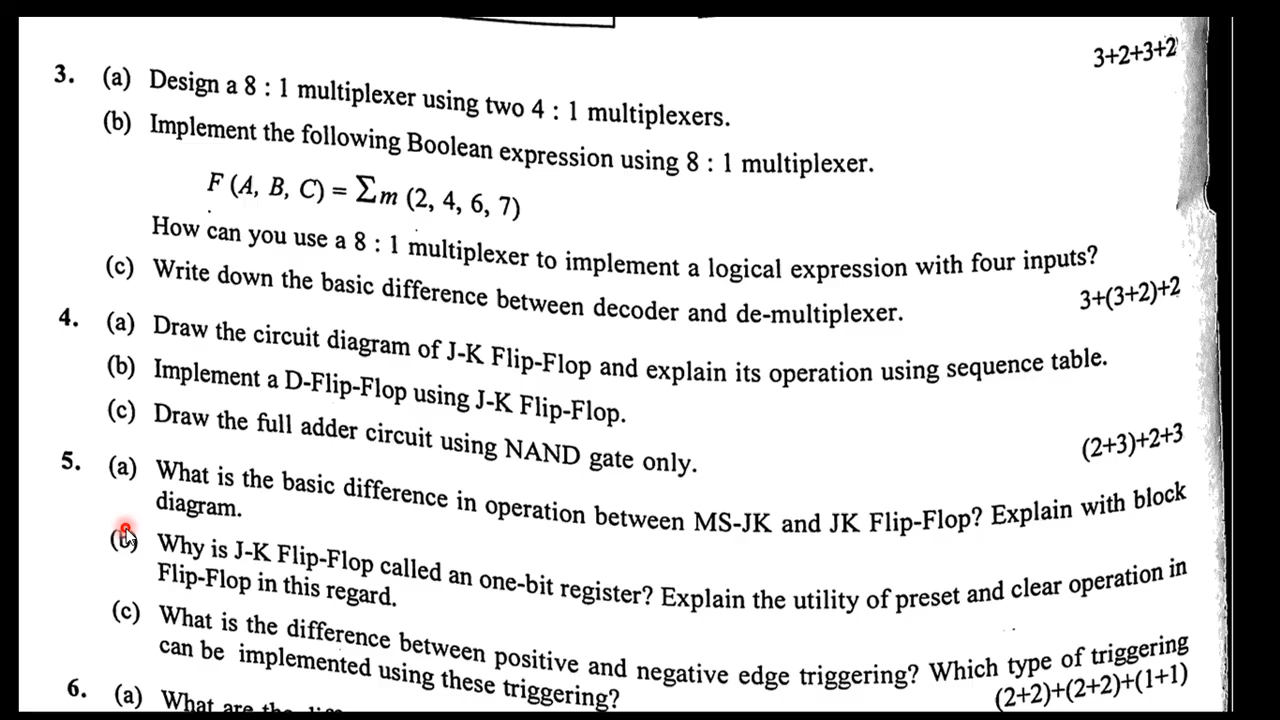 3+2+3+2
3. (a) Design a 8 : 1 multiplexer using two 4 : 1 multiplexers.
(b) Implement the following Boolean expression using 8 : 1 multiplexer.
F (A, B, C) = ∑m (2, 4, 6, 7)
How can you use a 8 : 1 multiplexer to implement a logical expression with four inputs?
(c) Write down the basic difference between decoder and de-multiplexer.
3+(3+2)+2
4. (a) Draw the circuit diagram of J-K Flip-Flop and explain its operation using sequence table.
(b) Implement a D-Flip-Flop using J-K Flip-Flop.
(c) Draw the full adder circuit using NAND gate only.
(2+3)+2+3
5. (a) What is the basic difference in operation between MS-JK and JK Flip-Flop? Explain with block
diagram.
(b) Why is J-K Flip-Flop called an one-bit register? Explain the utility of preset and clear operation in
Flip-Flop in this regard.
(c) What is the difference between positive and negative edge triggering? Which type of triggering
can be implemented using these triggering?
(2+2)+(2+2)+(1+1)
6. (a) What are the